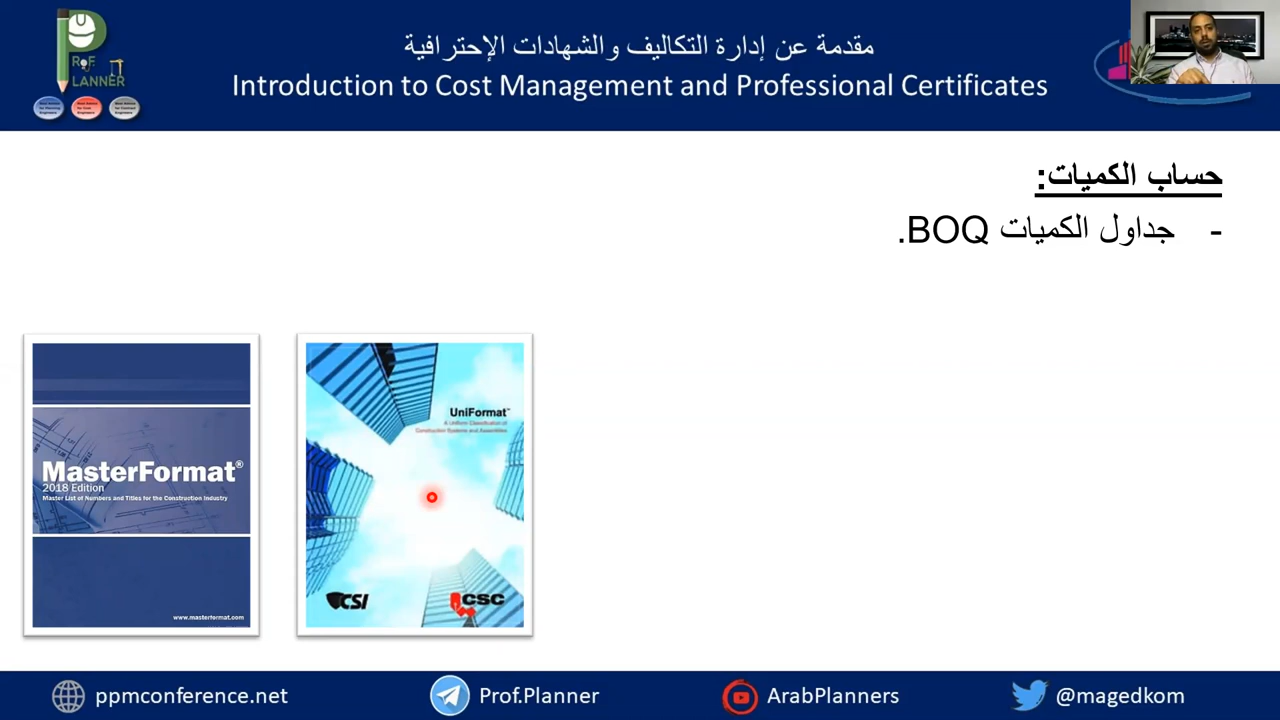 PROF.
PLANNER
مقدمة عن إدارة التكاليف والشهادات الإحترافية
Introduction to Cost Management and Professional Certificates
حساب الكميات:
- جداول الكميات BOQ.
MasterFormat®
2018 Edition
Master List of Numbers and Titles for the Construction Industry
www.masterformat.com
UniFormat™
A Uniform Classification of
Construction Systems and Assemblies
CSI
CSC
ppmconference.net
Prof.Planner
ArabPlanners
@magedkom